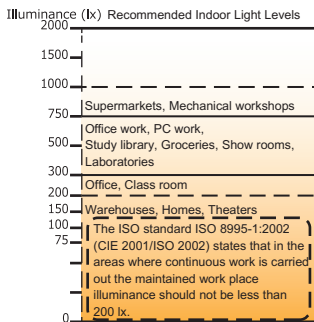 Illuminance (lx) Recommended Indoor Light Levels
2000
1500
1000
Supermarkets, Mechanical workshops
750
Office work, PC work,
500
Study library, Groceries, Show rooms,
Laboratories
300
Office, Class room
200
150
Warehouses, Homes, Theaters
100
The ISO standard ISO 8995-1:2002
75
(CIE 2001/ISO 2002) states that in the
areas where continuous work is carried
out the maintained work place
illuminance should not be less than
200 lx.
0